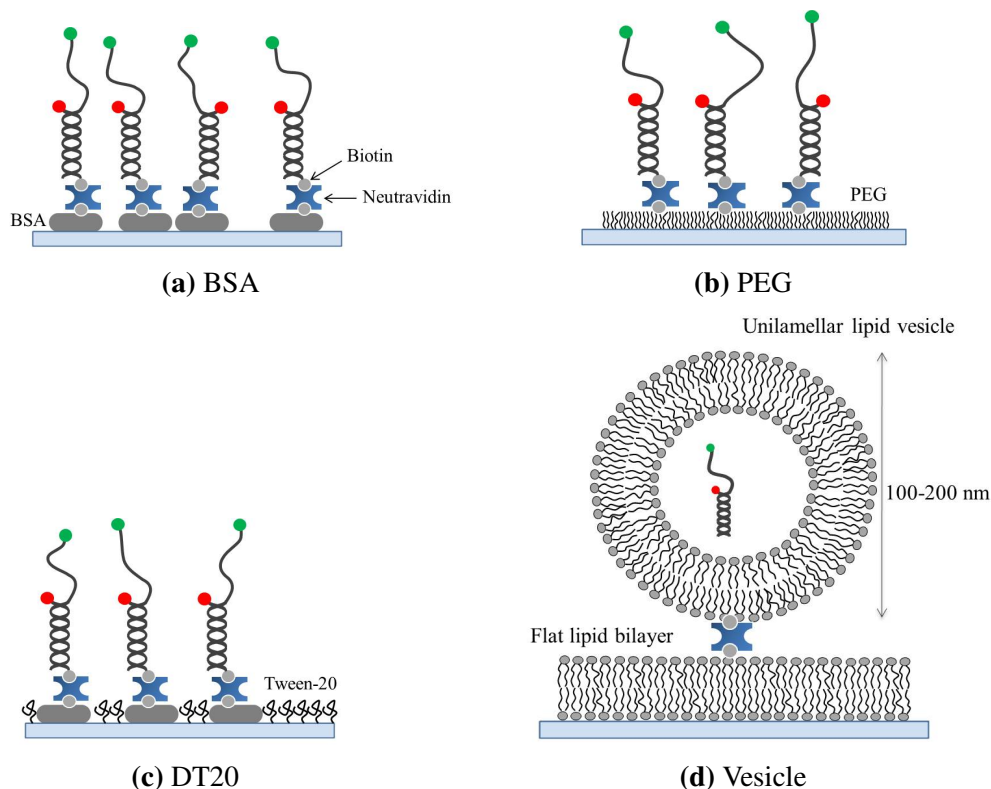 Biotin
Neutravidin
BSA
(a) BSA
PEG
(b) PEG
Unilamellar lipid vesicle
100-200 nm
Flat lipid bilayer
Tween-20
(c) DT20
(d) Vesicle